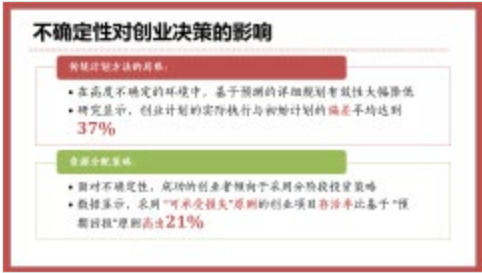 不确定性对创业决策的影响
传统计划方法的局限：
• 在高度不确定的环境中，基于预测的详细规划有效性大幅降低
• 研究显示，创业计划的实际执行与初始计划的偏差平均达到
37%
资源分配策略：
• 面对不确定性，成功的创业者倾向于采用分阶段投资策略
• 数据显示，采用“可承受损失”原则的创业项目存活率比基于“预
期回报”原则高出21%